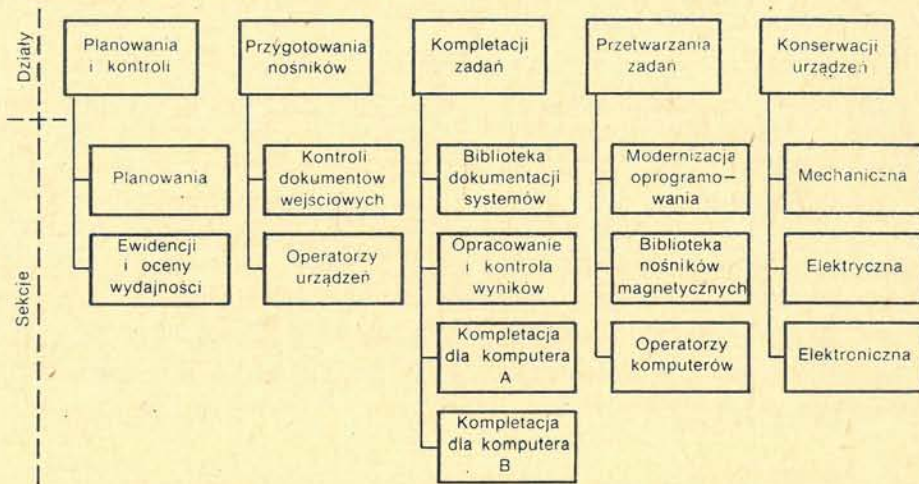 Działy
Planowania
i kontroli
Przygotowania
nośników
Kompletacji
zadań
Przetwarzania
zadań
Konserwacji
urządzeń
Sekcje
Planowania
Ewidencji
i oceny
wydajności
Kontroli
dokumentow
wejsciowych
Operatorzy
urządzeń
Biblioteka
dokumentacji
systemów
Opracowanie
i kontrola
wyników
Kompletacja
dla komputera
A
Kompletacja
dla komputera
B
Modernizacja
oprogramo–
wania
Biblioteka
nośników
magnetycznych
Operatorzy
komputerów
Mechaniczna
Elektryczna
Elektroniczna